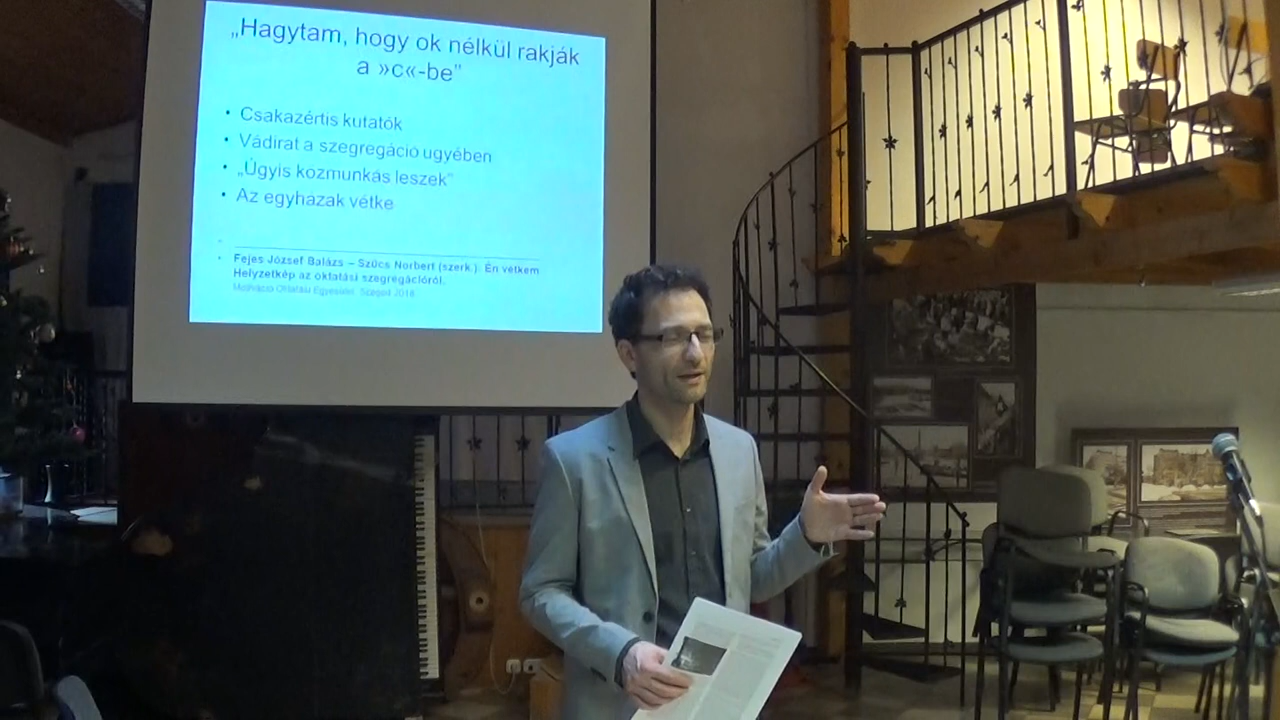 „Hagytam, hogy ok nélkül rakják
a »c«-be”
• Csakazértis kutatók
• Vádirat a szegregáció ügyében
• „Úgyis közmunkás leszek”
• Az egyházak vétke
Fejes József Balázs – Szűcs Norbert (szerk.): Én vétkem
Helyzetkép az oktatási szegregációról.
Motiváció Oktatási Egyesület, Szeged 2018